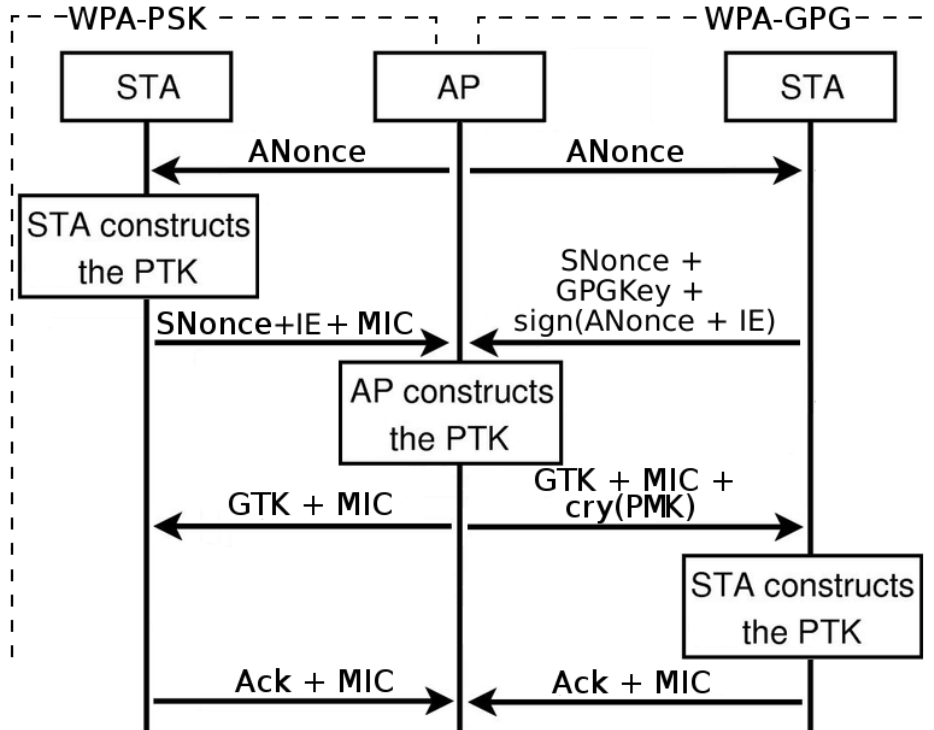 WPA-PSK
WPA-GPG
STA
AP
STA
ANonce
ANonce
STA constructs
the PTK
SNonce +
GPGKey +
sign(ANonce + IE)
SNonce+IE+ MIC
AP constructs
the PTK
GTK + MIC
GTK + MIC +
cry(PMK)
STA constructs
the PTK
Ack + MIC
Ack + MIC